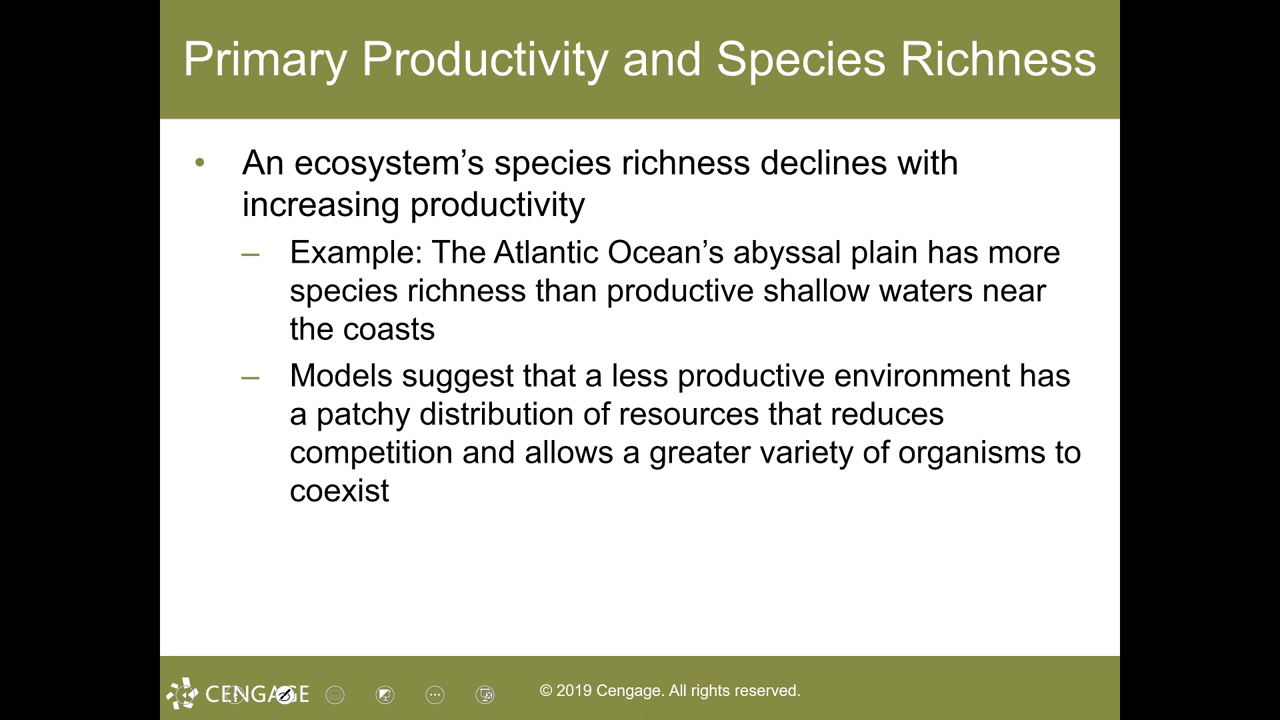 Primary Productivity and Species Richness
• An ecosystem’s species richness declines with
increasing productivity
– Example: The Atlantic Ocean’s abyssal plain has more
species richness than productive shallow waters near
the coasts
– Models suggest that a less productive environment has
a patchy distribution of resources that reduces
competition and allows a greater variety of organisms to
coexist
CENGAGE
© 2019 Cengage. All rights reserved.